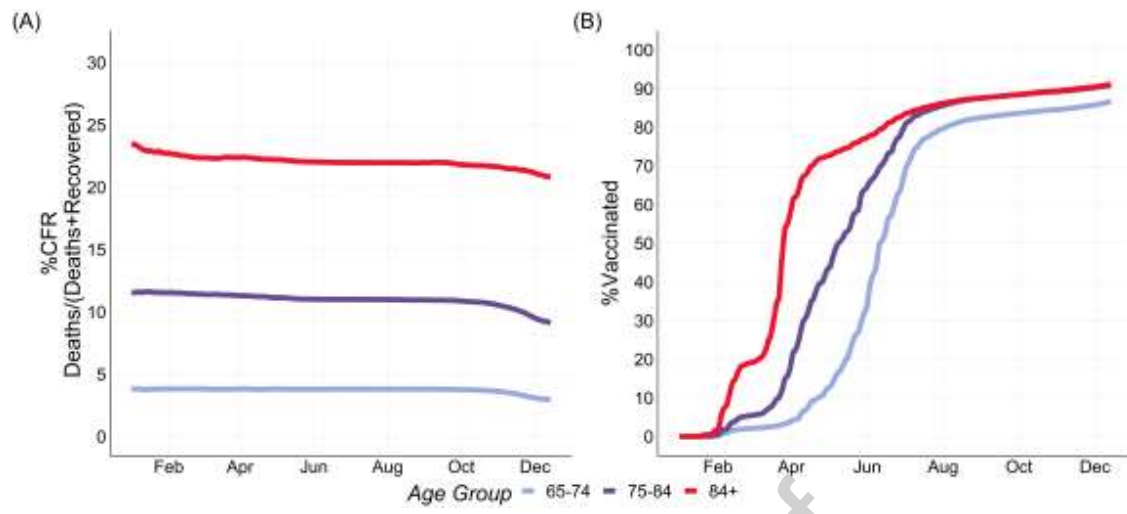 (A)
%CFR
Deaths/(Deaths+Recovered)
30
25
20
15
10
5
0
Feb Apr Jun Aug Oct Dec
(B)
%Vaccinated
100
90
80
70
60
50
40
30
20
10
0
Feb Apr Jun Aug Oct Dec
Age Group 65-74 75-84 84+
f